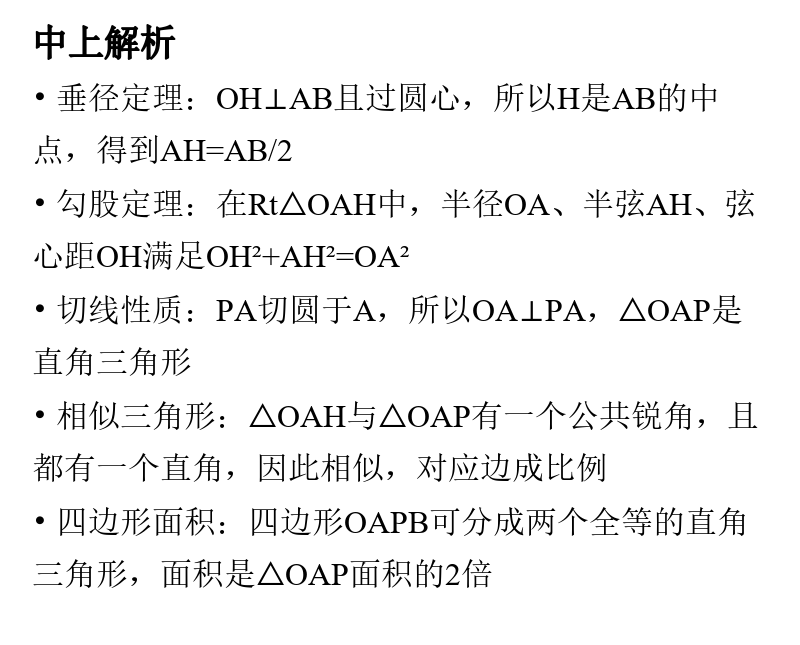 中上解析
• 垂径定理：OH⊥AB且过圆心，所以H是AB的中
点，得到AH=AB/2
• 勾股定理：在Rt△OAH中，半径OA、半弦AH、弦
心距OH满足OH²+AH²=OA²
• 切线性质：PA切圆于A，所以OA⊥PA，△OAP是
直角三角形
• 相似三角形：△OAH与△OAP有一个公共锐角，且
都有一个直角，因此相似，对应边成比例
• 四边形面积：四边形OAPB可分成两个全等的直角
三角形，面积是△OAP面积的2倍